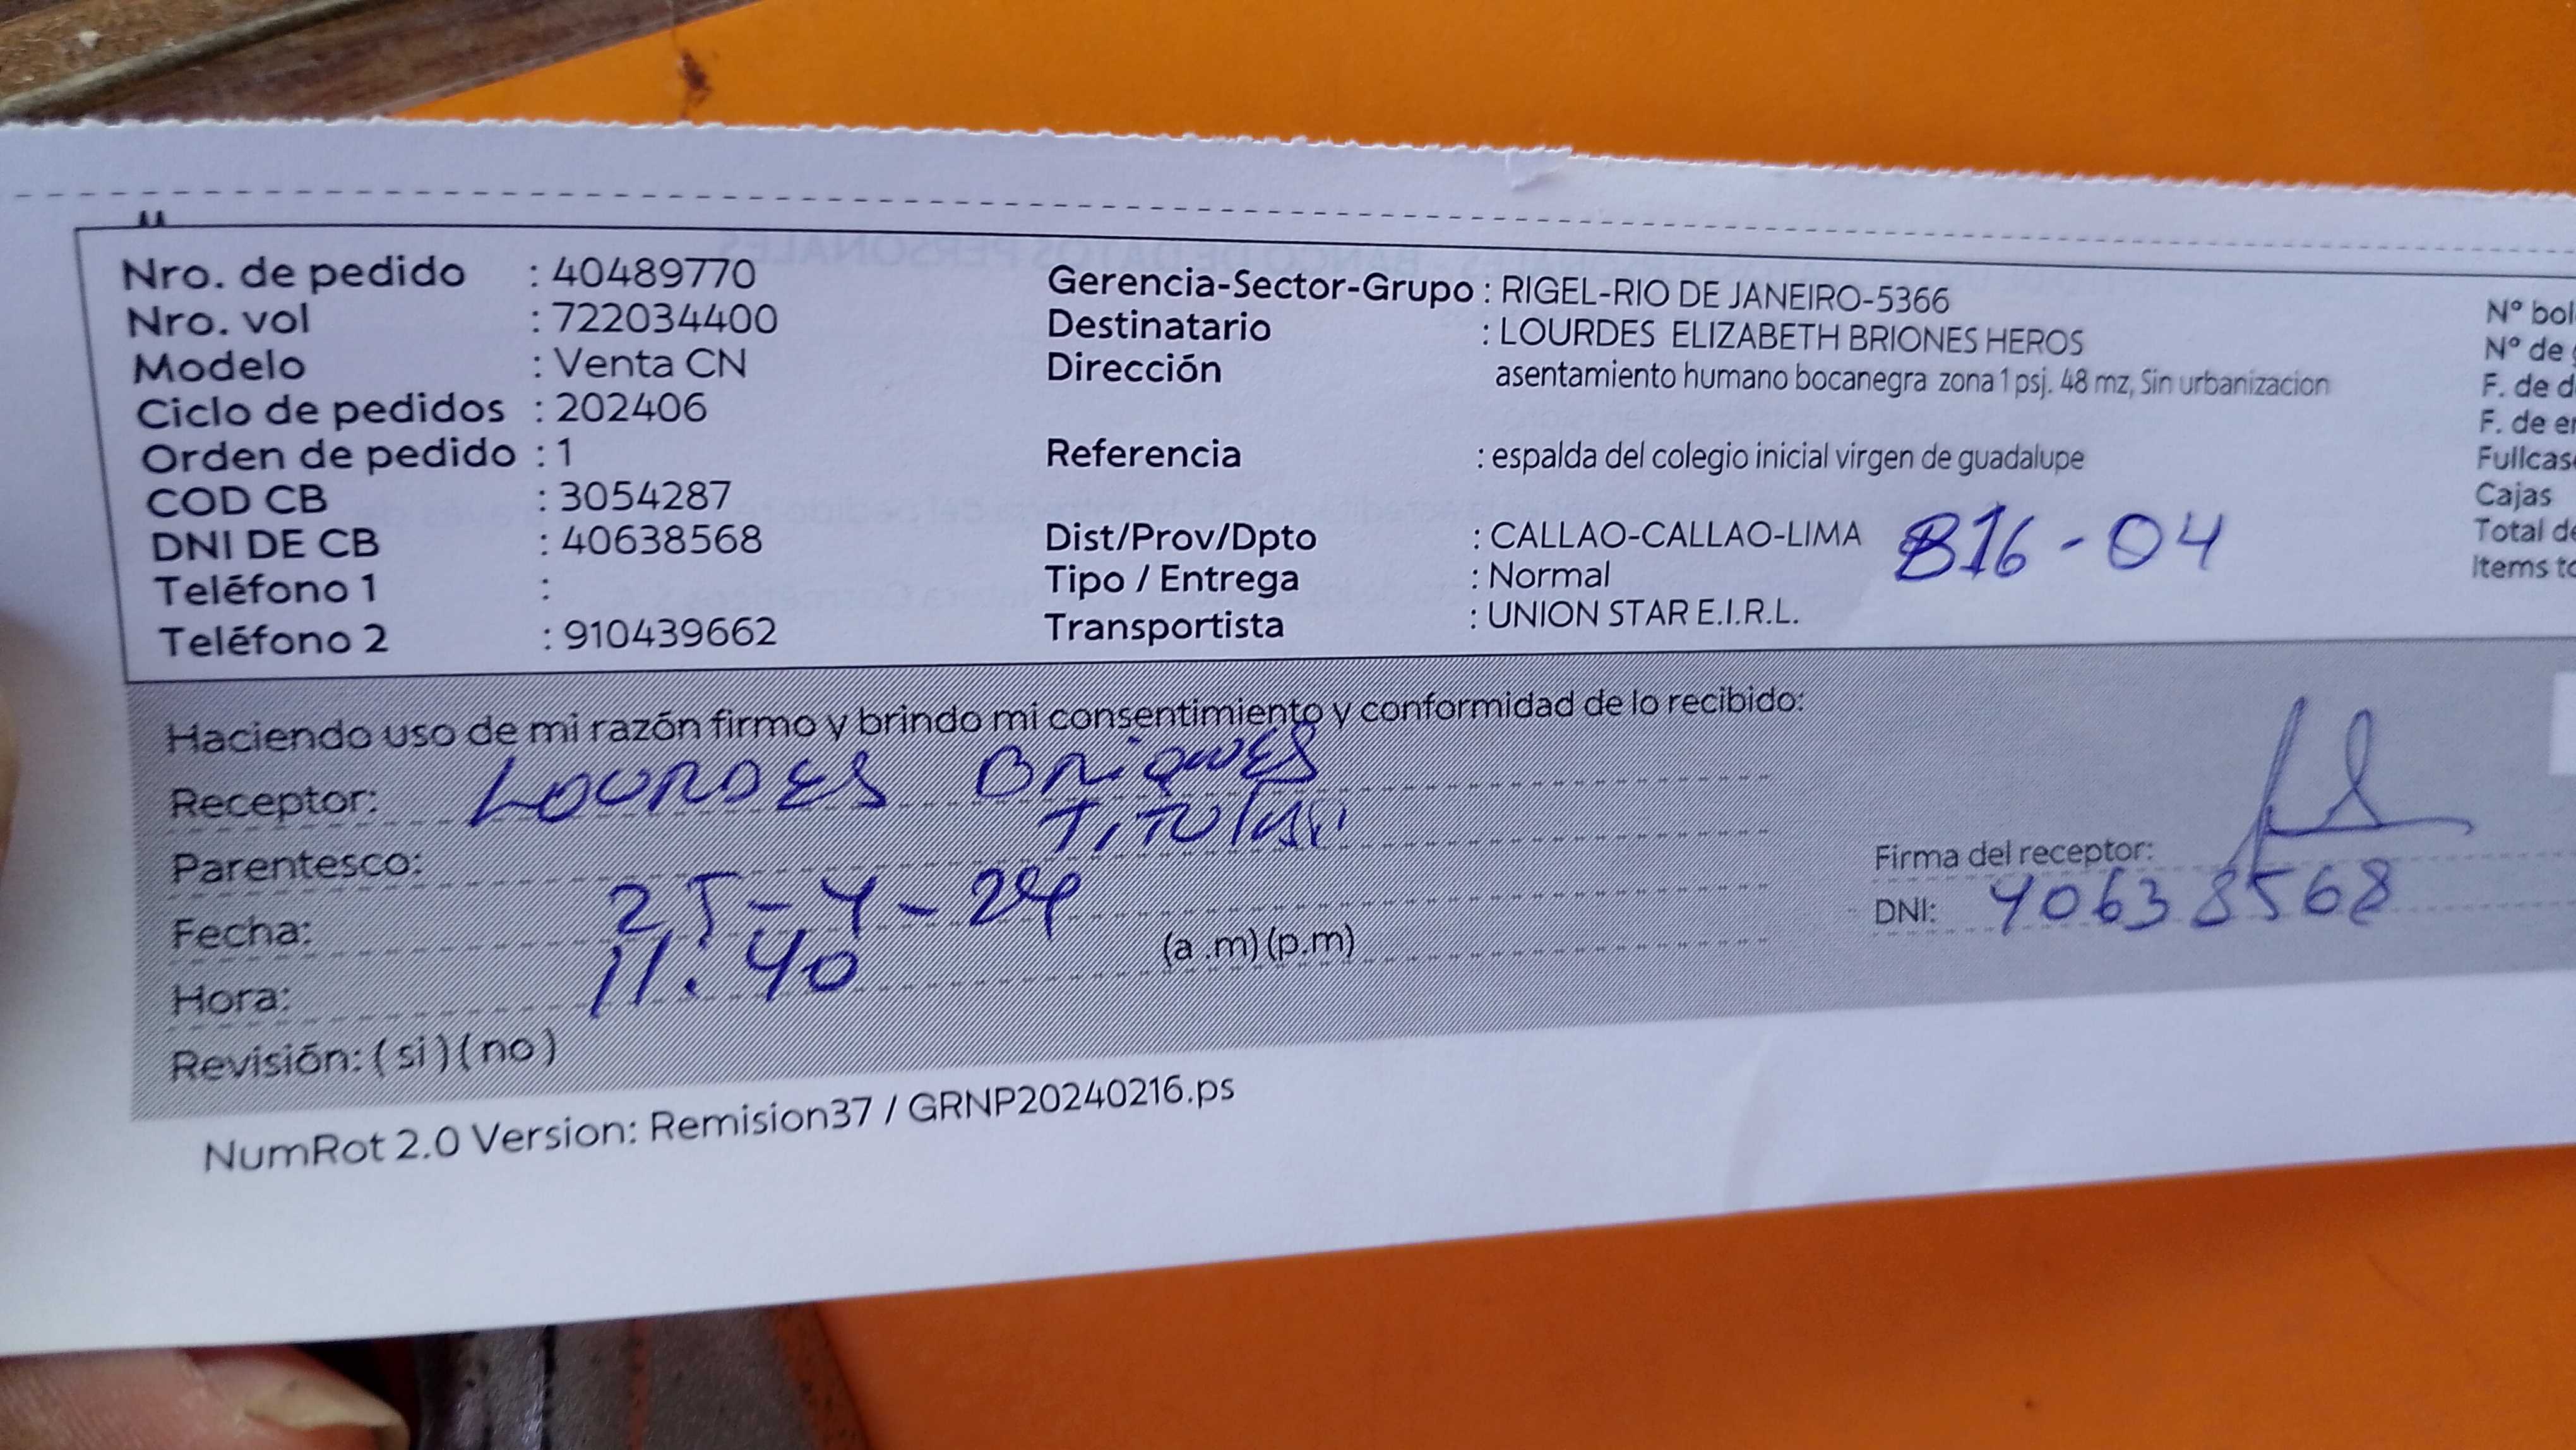 Nro. de pedido : 40489770
Nro. vol : 722034400
Modelo : Venta CN
Ciclo de pedidos : 202406
Orden de pedido : 1
COD CB : 3054287
DNI DE CB : 40638568
Teléfono 1 :
Teléfono 2 : 910439662
Gerencia-Sector-Grupo : RIGEL-RIO DE JANEIRO-5366
Destinatario : LOURDES ELIZABETH BRIONES HEROS
Dirección asentamiento humano bocanegra zona 1 psj. 48 mz, Sin urbanizacion
Referencia : espalda del colegio inicial virgen de guadalupe
Dist/Prov/Dpto : CALLAO-CALLAO-LIMA B16-04
Tipo / Entrega : Normal
Transportista : UNION STAR E.I.R.L.
N° bol
N° de
F. de d
F. de e
Fullcas
Cajas
Total de
Items to
Haciendo uso de mi razón firmo y brindo mi consentimiento y conformidad de lo recibido:
Receptor: LOURDES Briones
Parentesco: Titular
Fecha: 25-4-24
Hora: 11:40 (a .m) (p.m)
Revisión: ( si ) ( no )
Firma del receptor:
DNI: 40638568
NumRot 2.0 Version: Remision37 / GRNP20240216.ps